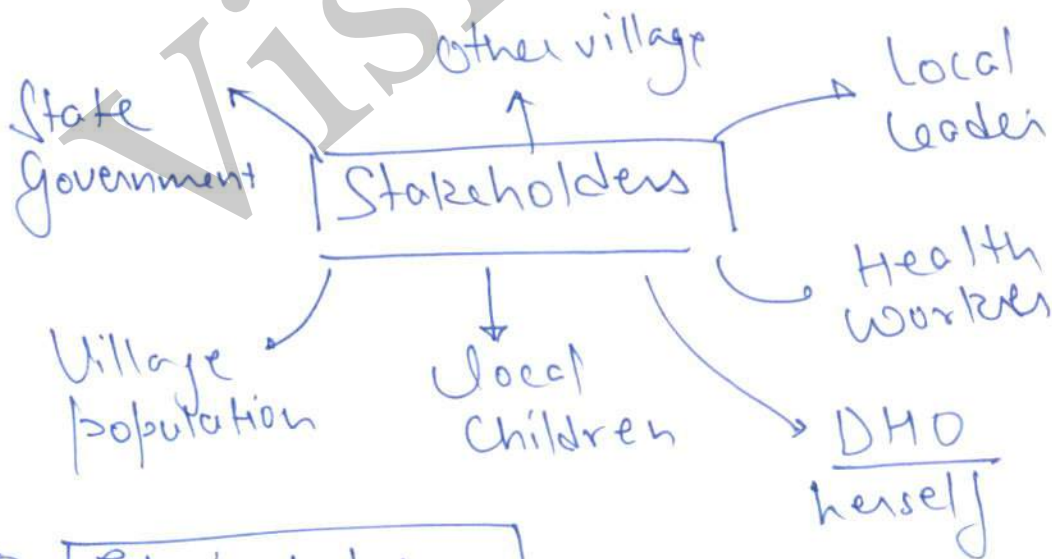 Other village
State
Government
Local
leader
Stakeholders
Health
workers
Village
population
local
Children
DHO
herself